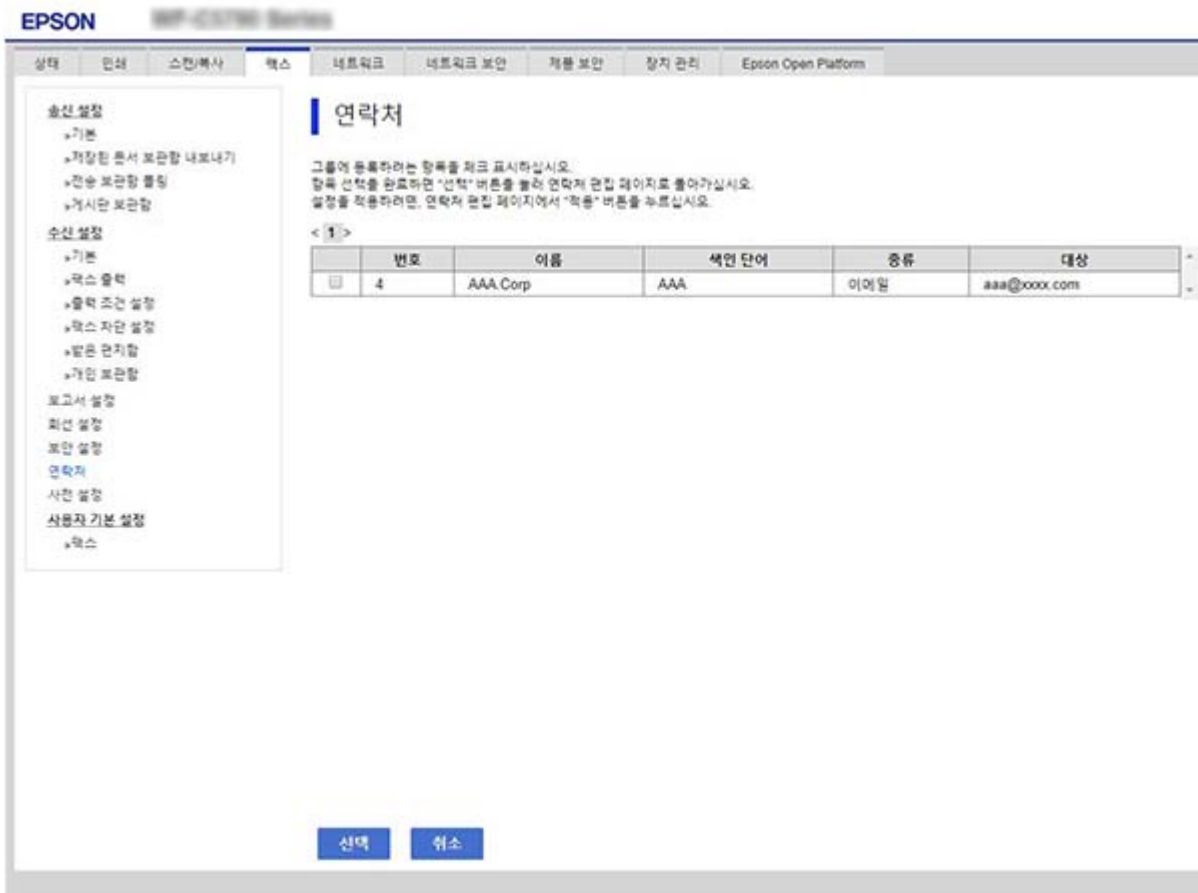 EPSON
상태 인쇄 스캔/복사 팩스 네트워크 네트워크 보안 제품 보안 장치 관리 Epson Open Platform
송신 설정
»기본
»저장된 문서 보관함 내보내기
»전송 보관함 폴링
»게시판 보관함
수신 설정
»기본
»팩스 출력
»출력 조건 설정
»팩스 차단 설정
»받은 편지함
»개인 보관함
보고서 설정
회선 설정
보안 설정
연락처
사전 설정
사용자 기본 설정
»팩스
연락처
그룹에 등록하려는 항목을 체크 표시하십시오.
항목 선택을 완료하면 "선택" 버튼을 눌러 연락처 편집 페이지로 돌아가십시오.
설정을 적용하려면, 연락처 편집 페이지에서 "적용" 버튼을 누르십시오.
< 1 >
번호 이름 색인 단어 종류 대상
4 AAA.Corp AAA 이메일 aaa@xxxx.com
선택 취소